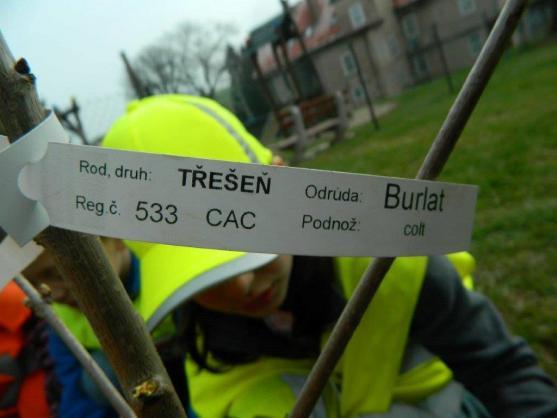 Rod, druh: TŘEŠEŇ Odrůda: Burlat
Reg.č. 533 CAC Podnož: colt